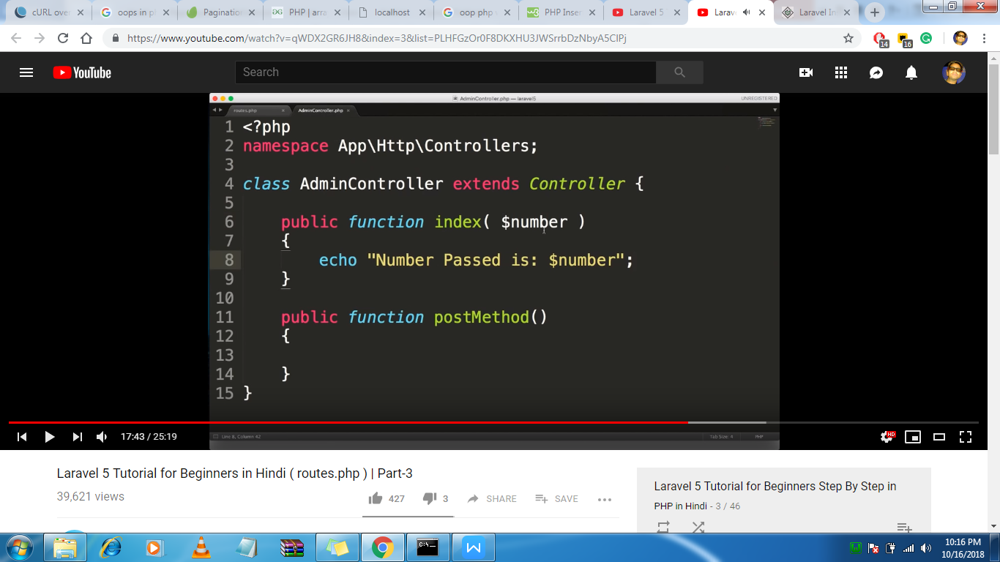 cURL over
oops in p
Pagination
PHP | arra
localhost
oop php
PHP Inser
Laravel 5
Larav
Laravel In
https://www.youtube.com/watch?v=qWDX2GR6JH8&index=3&list=PLHFGzOr0F8DKXHU3JWSrrbDzNbyA5CIPj
14
16
YouTube
Search
AdminController.php — laravel5
UNREGISTERED
routes.php
AdminController.php
1 <?php
2 namespace App\Http\Controllers;
3
4 class AdminController extends Controller {
5
6 public function index( $number )
7 {
8 echo "Number Passed is: $number";
9 }
10
11 public function postMethod()
12 {
13
14 }
15 }
Line 8, Column 42
Tab Size: 4
PHP
17:43 / 25:19
HD
Laravel 5 Tutorial for Beginners in Hindi ( routes.php ) | Part-3
39,621 views
427
3
SHARE
SAVE
Laravel 5 Tutorial for Beginners Step By Step in
PHP in Hindi - 3 / 46
10:16 PM
10/16/2018